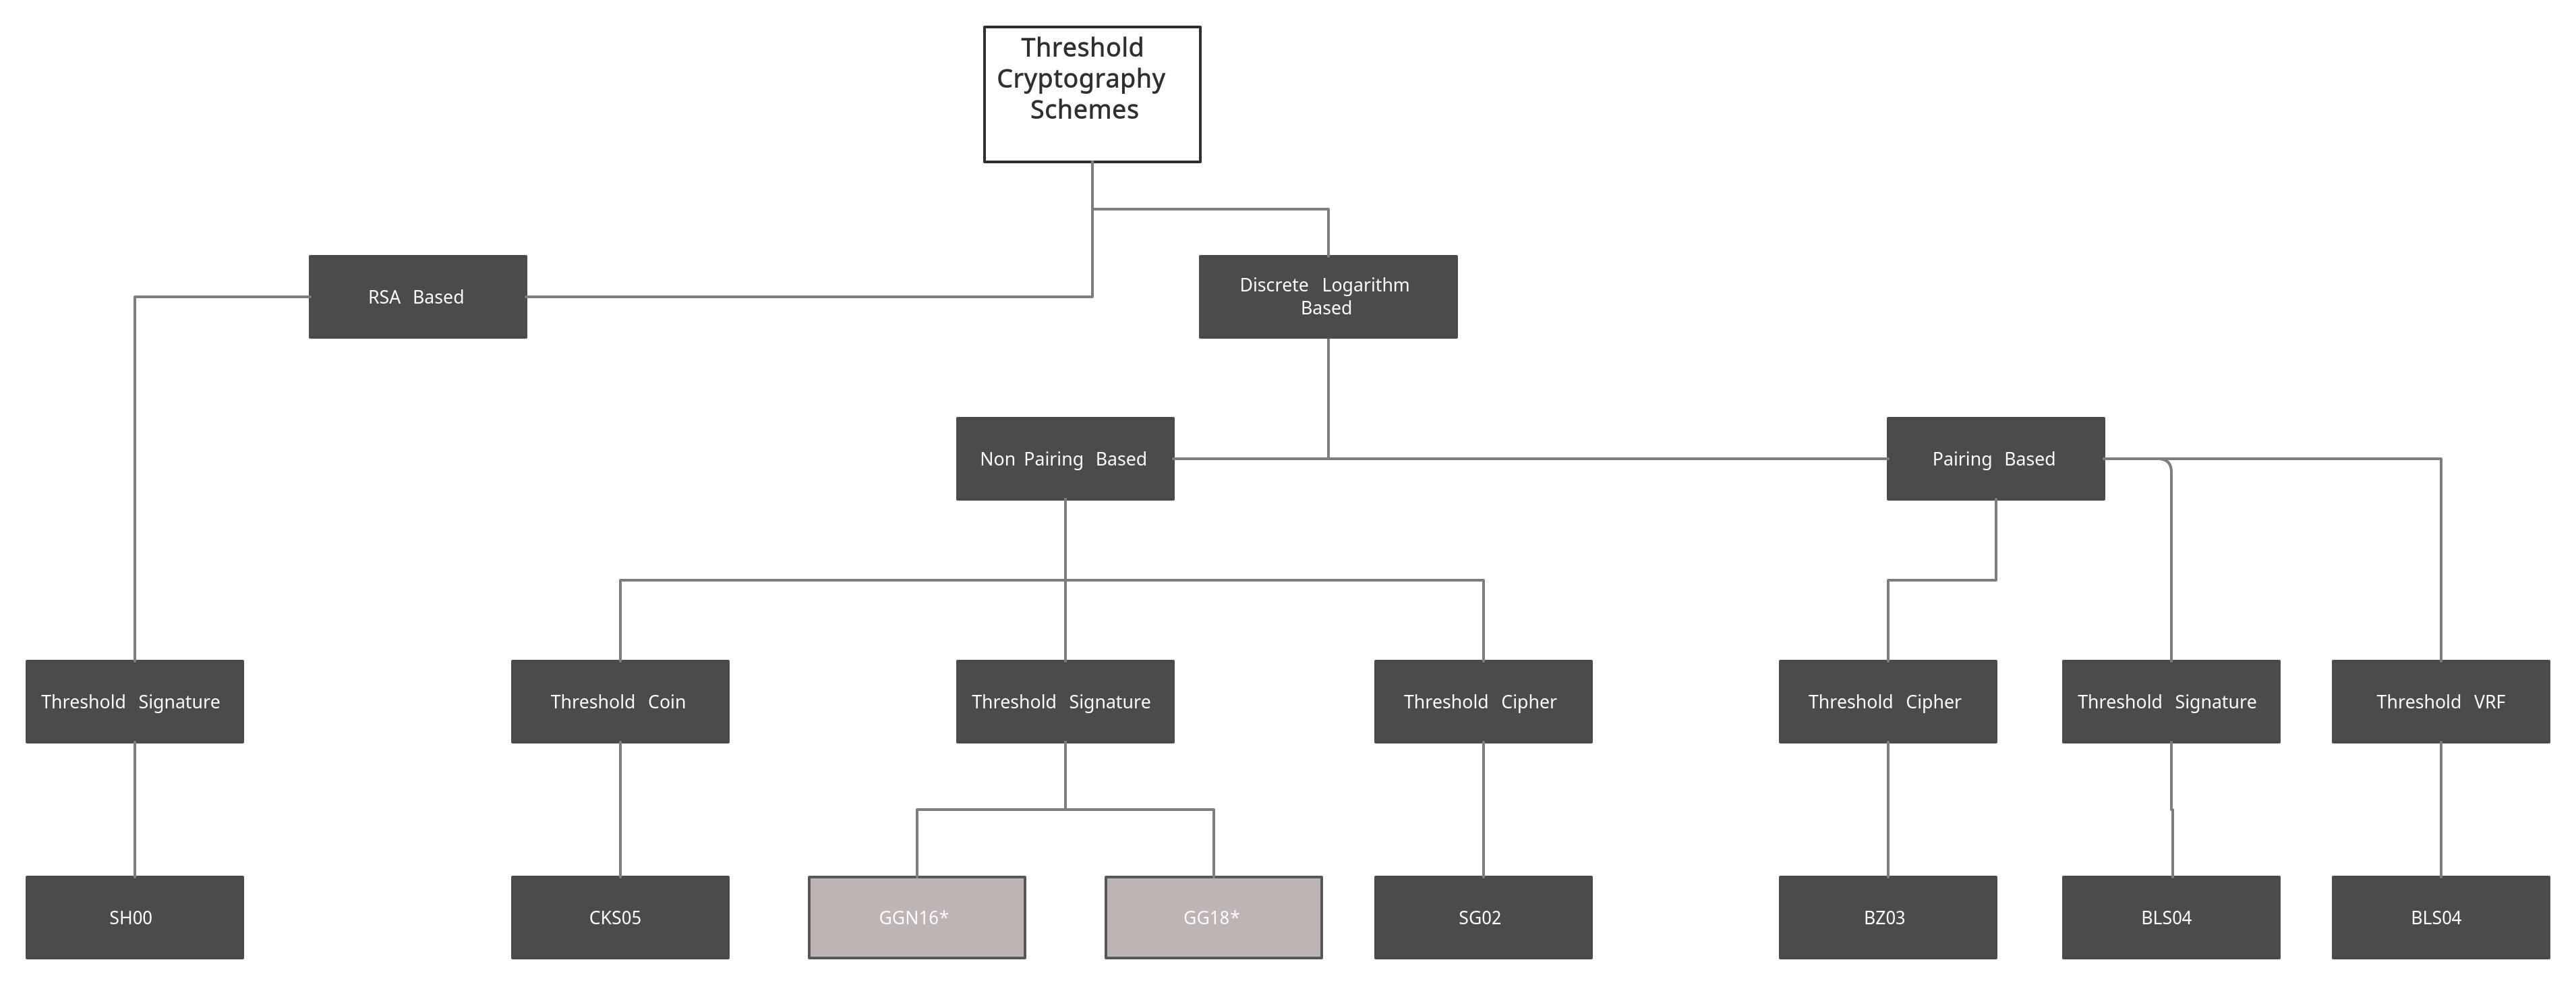 Threshold
Cryptography
Schemes
RSA Based
Discrete Logarithm
Based
Non Pairing Based
Pairing Based
Threshold Signature
Threshold Coin
Threshold Signature
Threshold Cipher
Threshold Cipher
Threshold Signature
Threshold VRF
SH00
CKS05
GGN16*
GG18*
SG02
BZ03
BLS04
BLS04